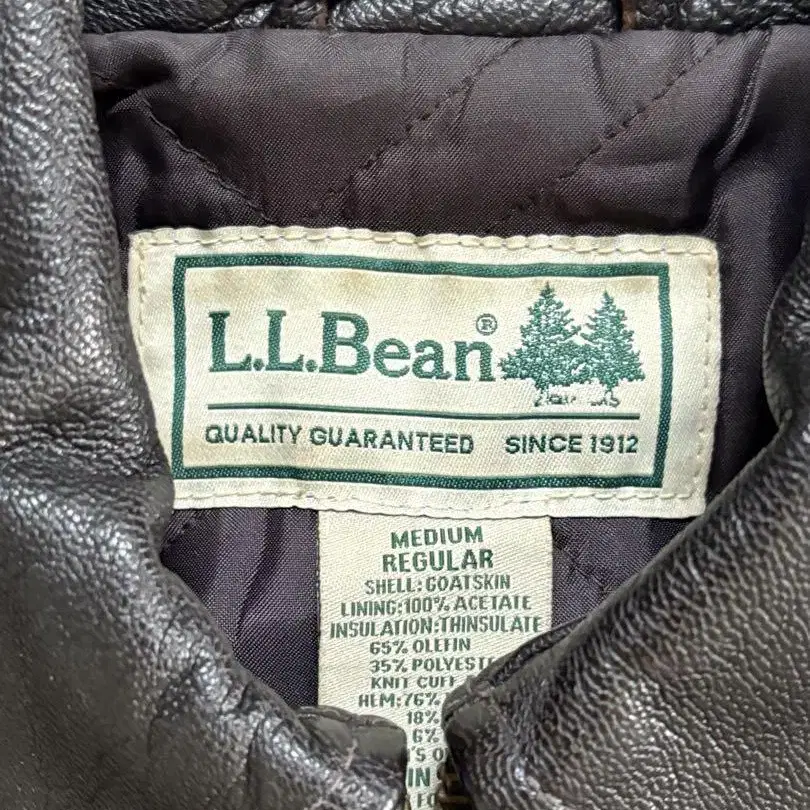 L.L.Bean®
QUALITY GUARANTEED SINCE 1912
MEDIUM
REGULAR
SHELL: GOATSKIN
LINING:100% ACETATE
INSULATION:THINSULATE
65% OLEFIN
35%
KNIT CUFF
HEM:76%
18%
6%
IN